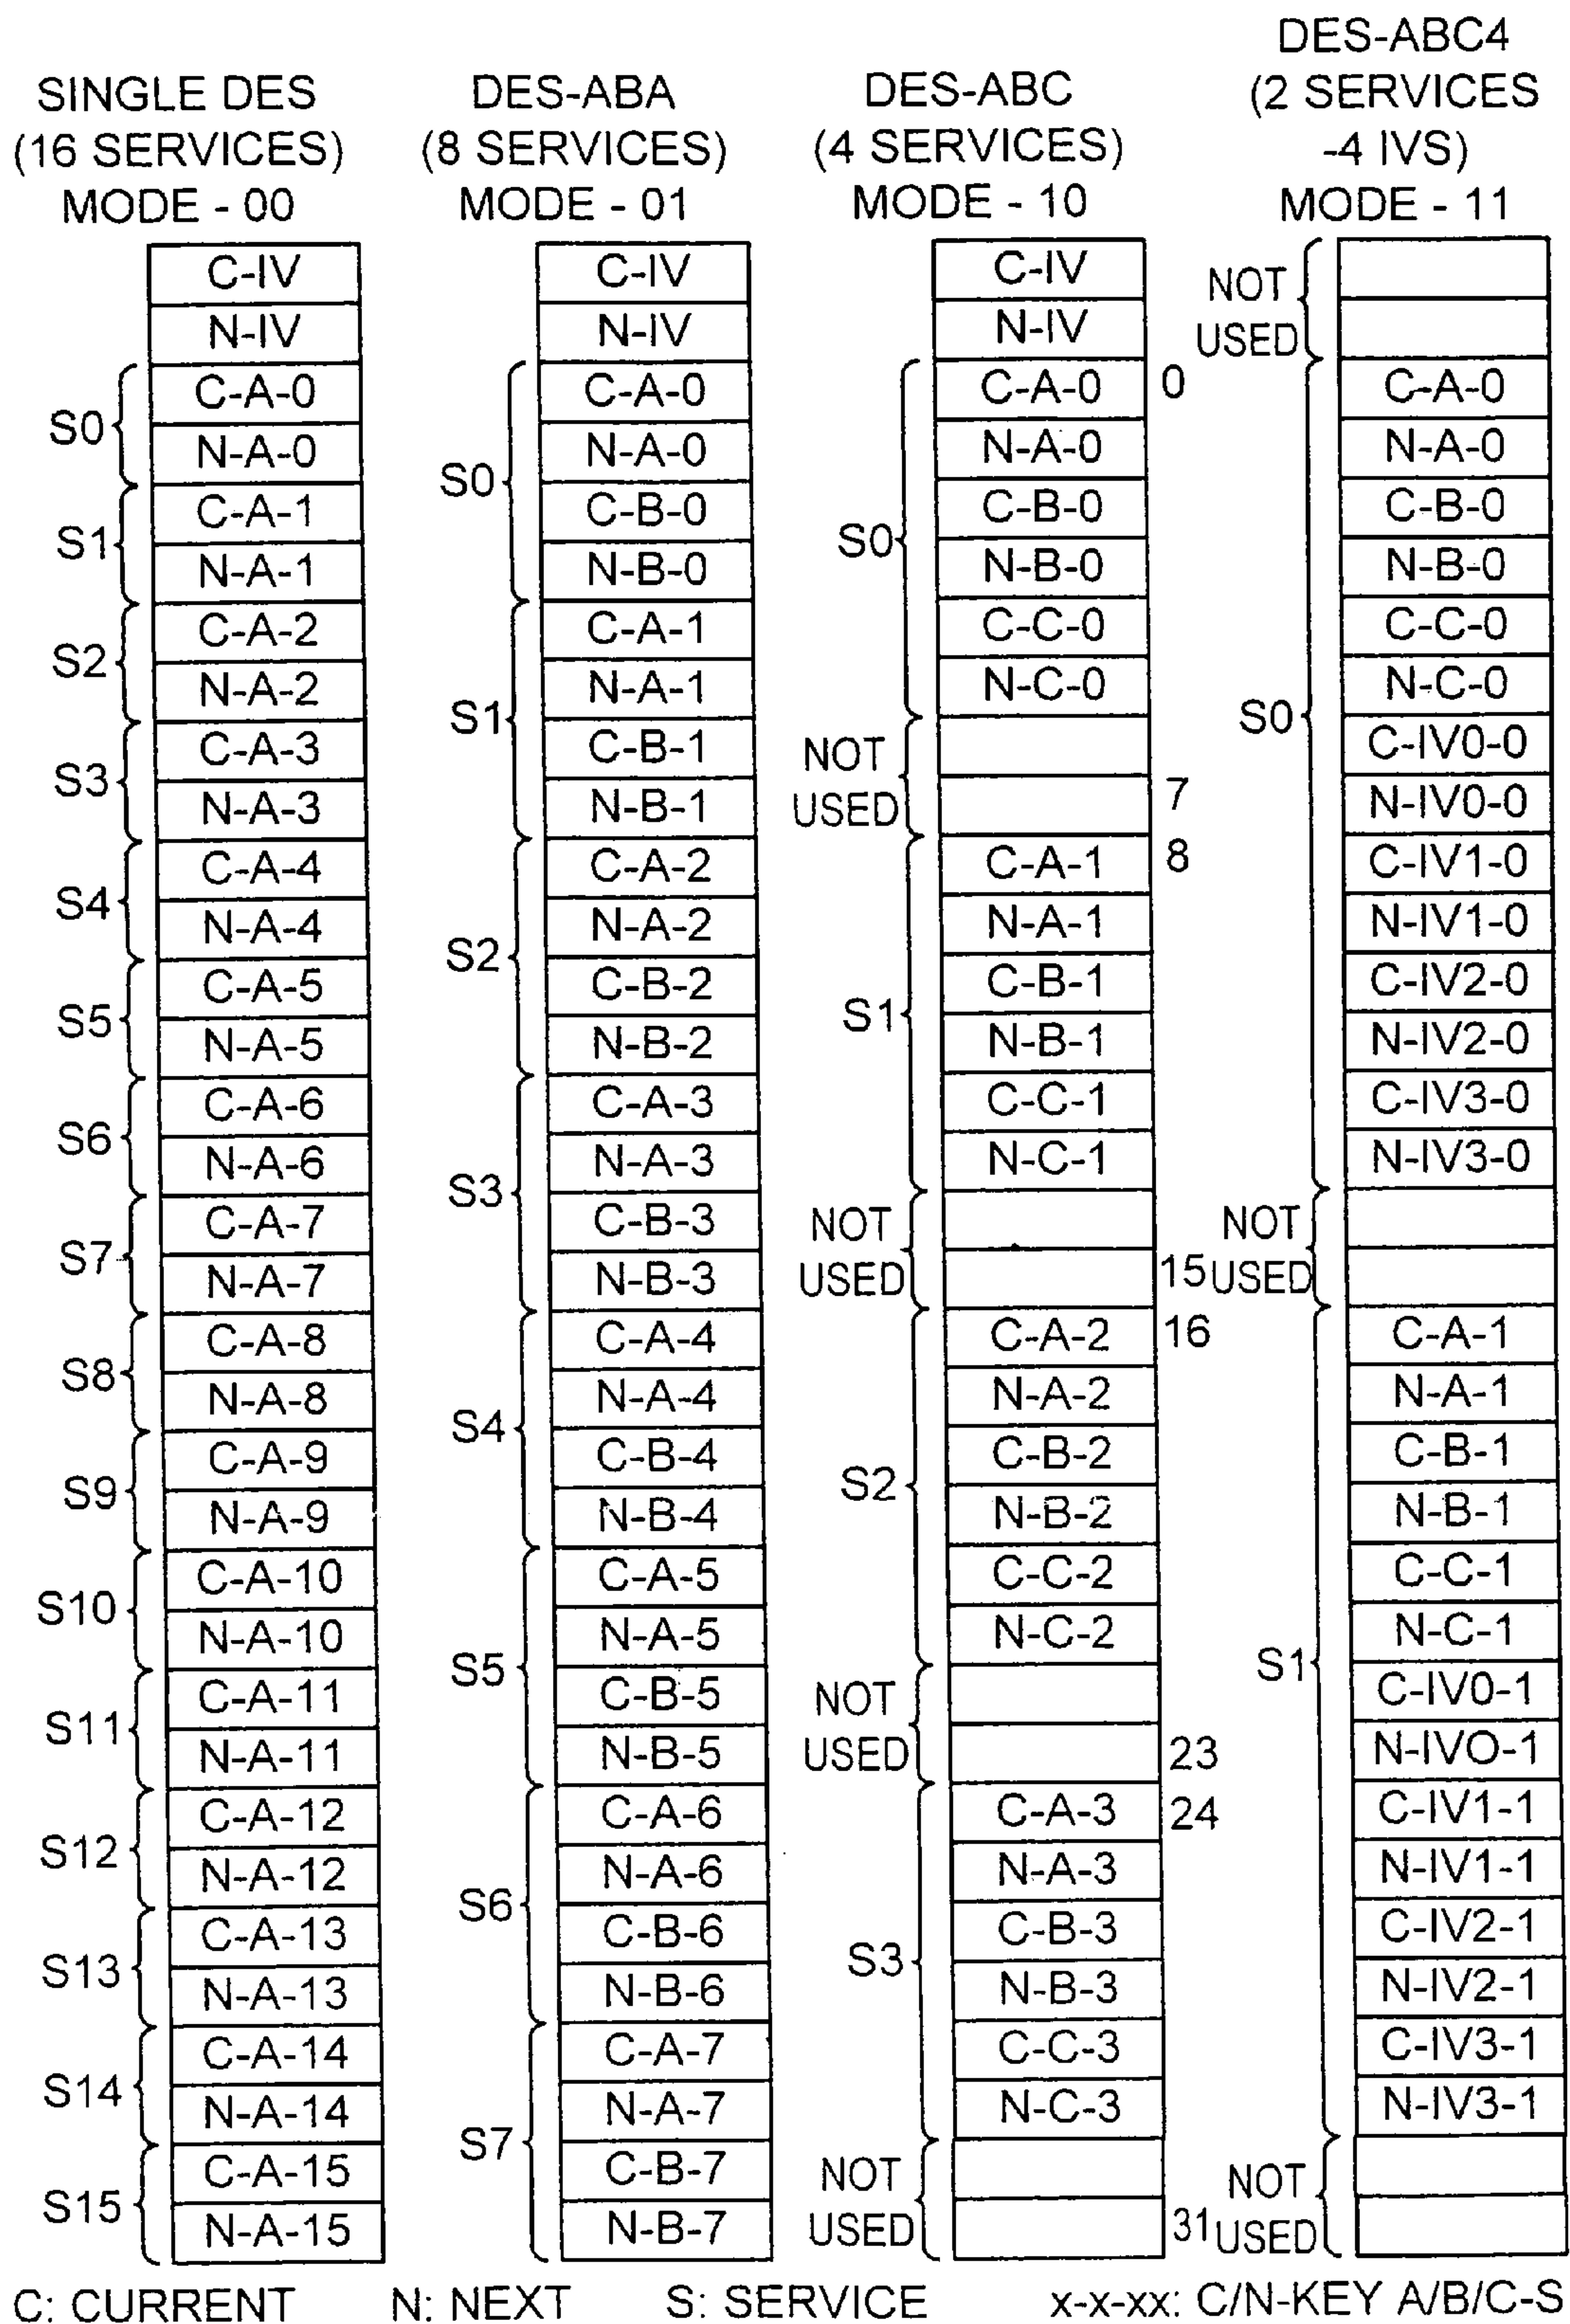 SINGLE DES
(16 SERVICES)
MODE - 00
C-IV
N-IV
S0
C-A-0
N-A-0
S1
C-A-1
N-A-1
S2
C-A-2
N-A-2
S3
C-A-3
N-A-3
S4
C-A-4
N-A-4
S5
C-A-5
N-A-5
S6
C-A-6
N-A-6
S7
C-A-7
N-A-7
S8
C-A-8
N-A-8
S9
C-A-9
N-A-9
S10
C-A-10
N-A-10
S11
C-A-11
N-A-11
S12
C-A-12
N-A-12
S13
C-A-13
N-A-13
S14
C-A-14
N-A-14
S15
C-A-15
N-A-15
DES-ABA
(8 SERVICES)
MODE - 01
C-IV
N-IV
S0
C-A-0
N-A-0
C-B-0
N-B-0
S1
C-A-1
N-A-1
C-B-1
N-B-1
S2
C-A-2
N-A-2
C-B-2
N-B-2
S3
C-A-3
N-A-3
C-B-3
N-B-3
S4
C-A-4
N-A-4
C-B-4
N-B-4
S5
C-A-5
N-A-5
C-B-5
N-B-5
S6
C-A-6
N-A-6
C-B-6
N-B-6
S7
C-A-7
N-A-7
C-B-7
N-B-7
DES-ABC
(4 SERVICES)
MODE - 10
C-IV
N-IV
S0
C-A-0 0
N-A-0
C-B-0
N-B-0
C-C-0
N-C-0
NOT
USED 7
S1
C-A-1 8
N-A-1
C-B-1
N-B-1
C-C-1
N-C-1
NOT
USED 15
S2
C-A-2 16
N-A-2
C-B-2
N-B-2
C-C-2
N-C-2
NOT
USED 23
S3
C-A-3 24
N-A-3
C-B-3
N-B-3
C-C-3
N-C-3
NOT
USED 31
DES-ABC4
(2 SERVICES
-4 IVS)
MODE - 11
NOT
USED
S0
C-A-0
N-A-0
C-B-0
N-B-0
C-C-0
N-C-0
C-IV0-0
N-IV0-0
C-IV1-0
N-IV1-0
C-IV2-0
N-IV2-0
C-IV3-0
N-IV3-0
NOT
USED
S1
C-A-1
N-A-1
C-B-1
N-B-1
C-C-1
N-C-1
C-IV0-1
N-IVO-1
C-IV1-1
N-IV1-1
C-IV2-1
N-IV2-1
C-IV3-1
N-IV3-1
NOT
USED
C: CURRENT N: NEXT S: SERVICE x-x-xx: C/N-KEY A/B/C-S